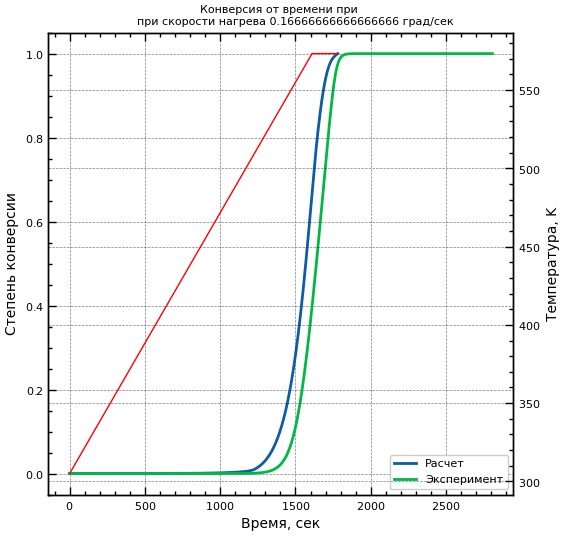 Конверсия от времени при
при скорости нагрева 0.16666666666666666 град/сек
1.0
0.8
0.6
0.4
0.2
0.0
Степень конверсии
550
500
450
400
350
300
Температура, К
Расчет
Эксперимент
0 500 1000 1500 2000 2500
Время, сек